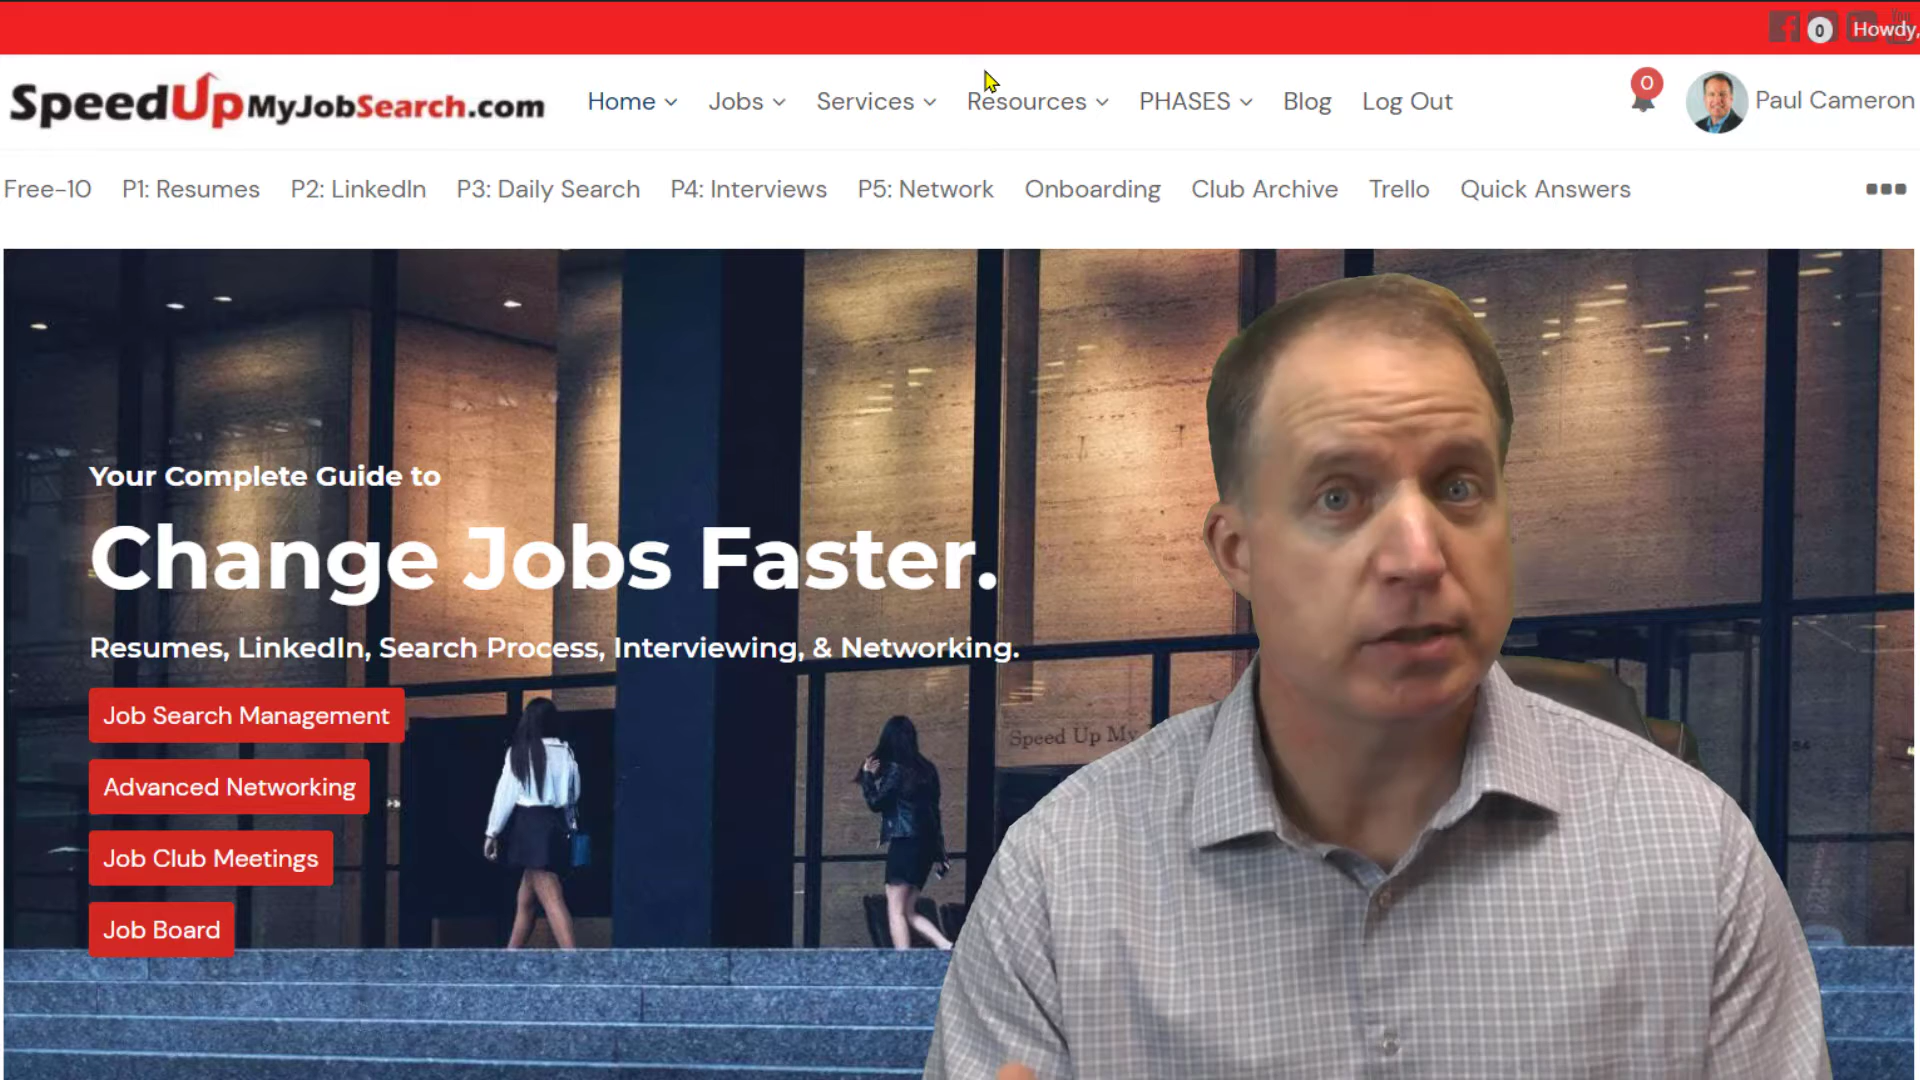 0 Howdy,
SpeedUpMyJobSearch.com Home Jobs Services Resources PHASES Blog Log Out 0 Paul Cameron
Free-10 P1: Resumes P2: LinkedIn P3: Daily Search P4: Interviews P5: Network Onboarding Club Archive Trello Quick Answers
Your Complete Guide to
Change Jobs Faster.
Resumes, LinkedIn, Search Process, Interviewing, & Networking.
Job Search Management
Speed Up My
Advanced Networking
Job Club Meetings
Job Board